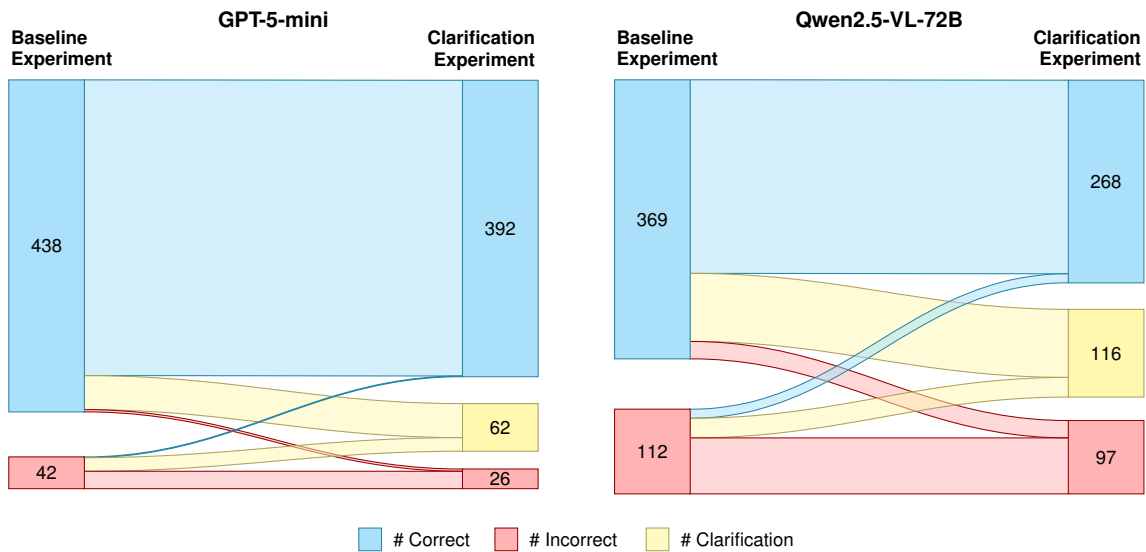 GPT-5-mini
Baseline
Experiment
Clarification
Experiment
438
392
62
42
26
Qwen2.5-VL-72B
Baseline
Experiment
Clarification
Experiment
369
268
116
112
97
# Correct
# Incorrect
# Clarification